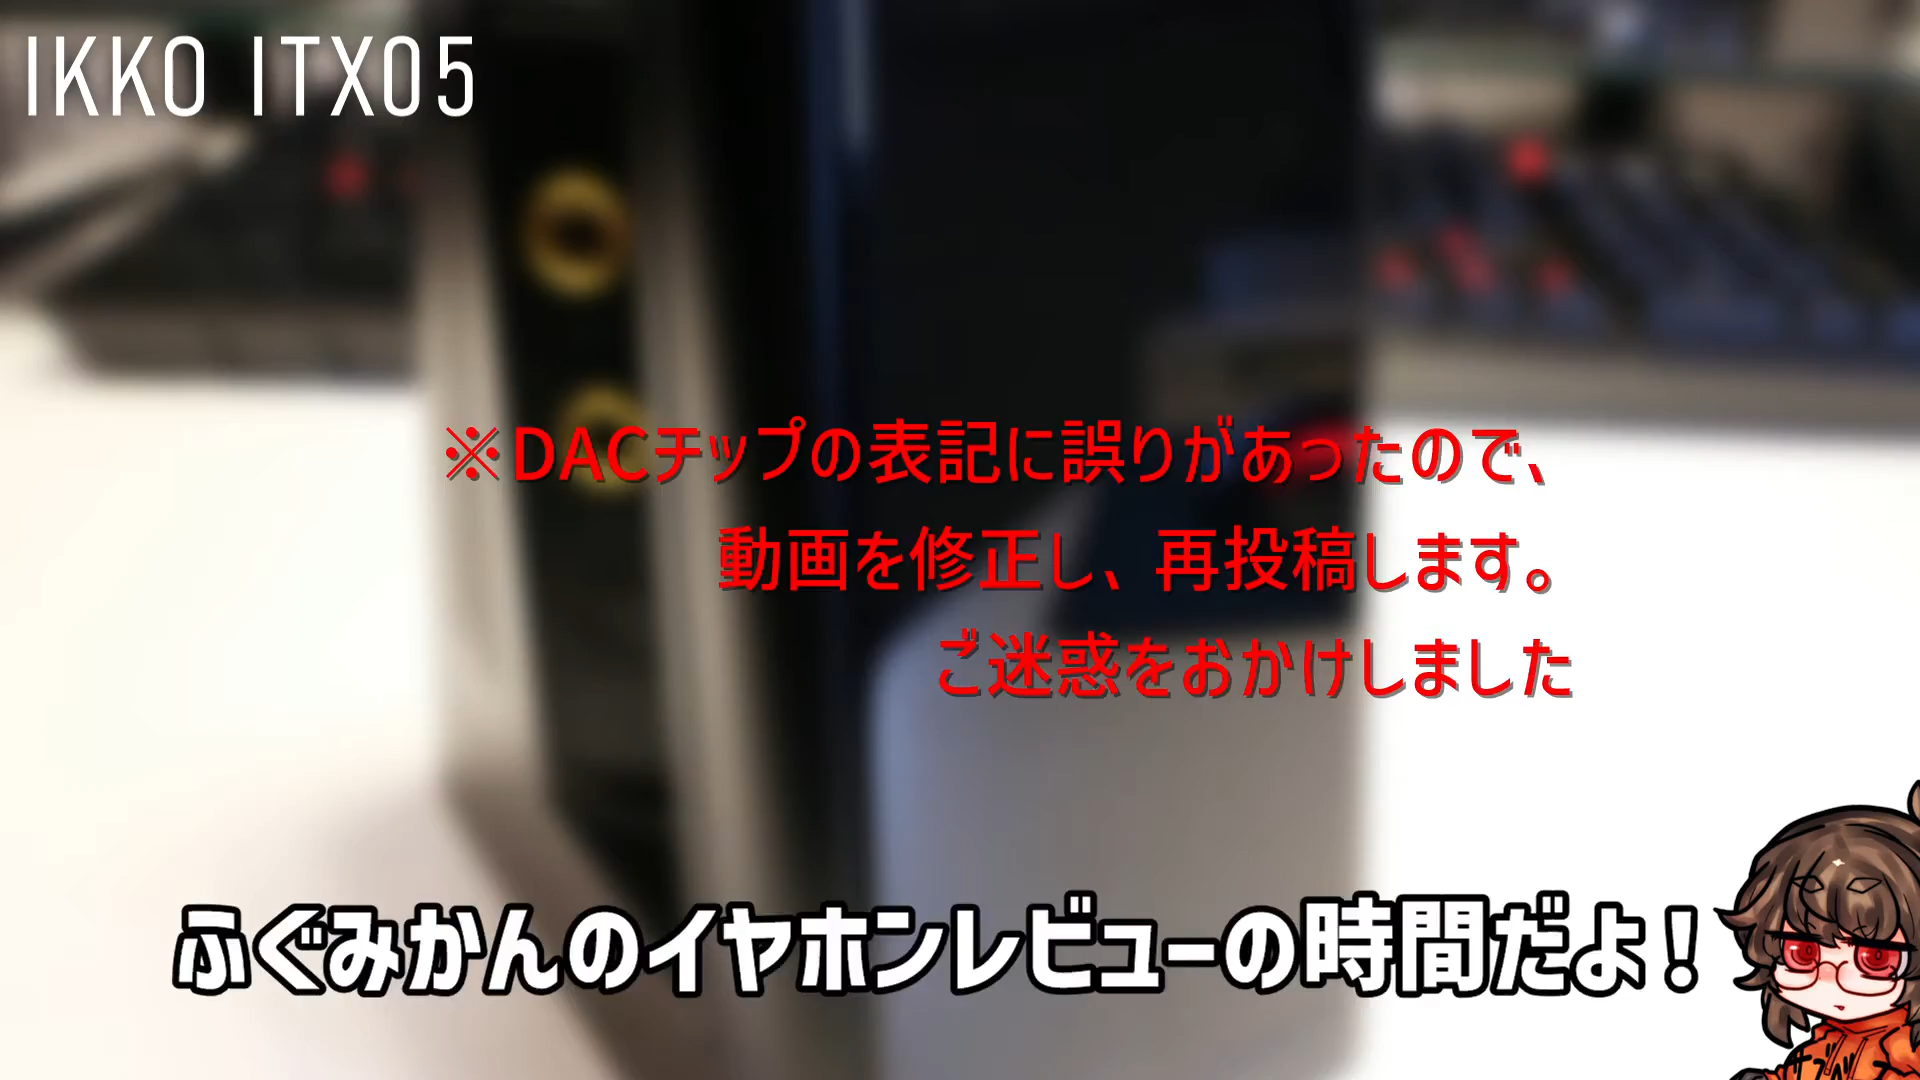 IKKO ITX05
※DACチップの表記に誤りがあったので、
動画を修正し、再投稿します。
ご迷惑をおかけしました
ふぐみかんのイヤホンレビューの時間だよ！